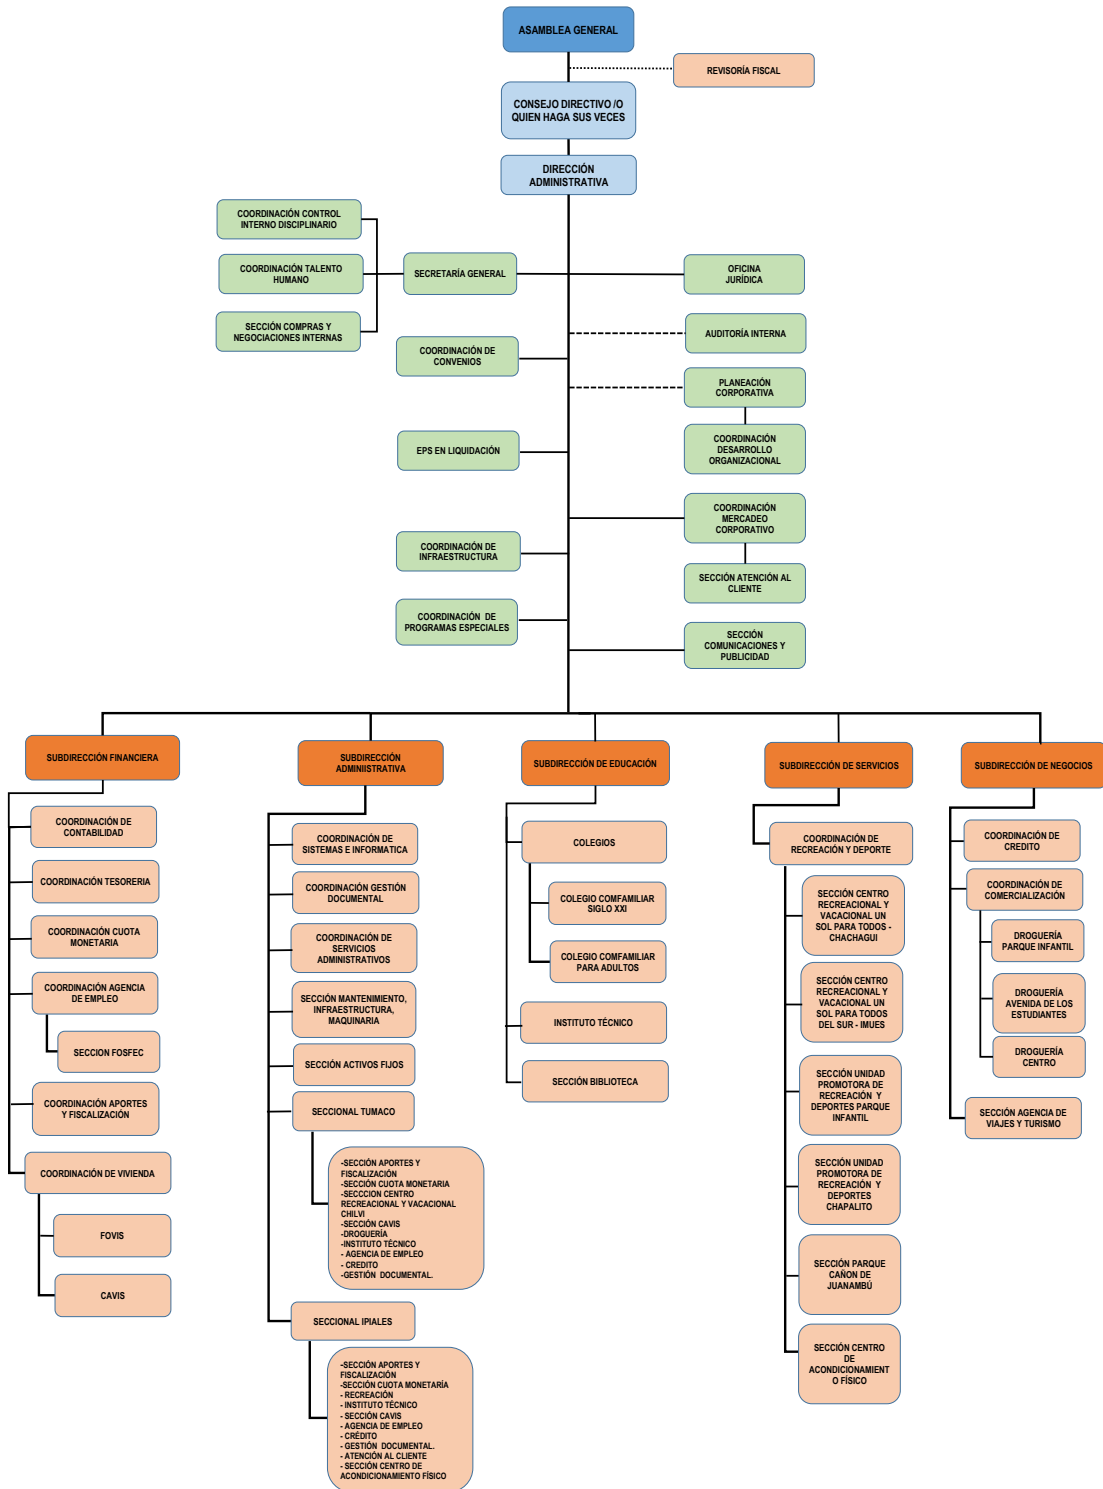 ASAMBLEA GENERAL
REVISORÍA FISCAL
CONSEJO DIRECTIVO /O
QUIEN HAGA SUS VECES
DIRECCIÓN
ADMINISTRATIVA
COORDINACIÓN CONTROL
INTERNO DISCIPLINARIO
COORDINACIÓN TALENTO
HUMANO
SECCIÓN COMPRAS Y
NEGOCIACIONES INTERNAS
SECRETARÍA GENERAL
OFICINA
JURÍDICA
AUDITORÍA INTERNA
COORDINACIÓN DE
CONVENIOS
PLANEACIÓN
CORPORATIVA
COORDINACIÓN
DESARROLLO
ORGANIZACIONAL
EPS EN LIQUIDACIÓN
COORDINACIÓN
MERCADEO
CORPORATIVO
COORDINACIÓN DE
INFRAESTRUCTURA
SECCIÓN ATENCIÓN AL
CLIENTE
COORDINACIÓN  DE
PROGRAMAS ESPECIALES
SECCIÓN
COMUNICACIONES Y
PUBLICIDAD
SUBDIRECCIÓN FINANCIERA
COORDINACIÓN DE
CONTABILIDAD
COORDINACIÓN TESORERIA
COORDINACIÓN CUOTA
MONETARIA
COORDINACIÓN AGENCIA
DE EMPLEO
SECCION FOSFEC
COORDINACIÓN APORTES
Y FISCALIZACIÓN
COORDINACIÓN DE VIVIENDA
FOVIS
CAVIS
SUBDIRECCIÓN
ADMINIISTRATIVA
COORDINACIÓN DE
SISTEMAS E INFORMATICA
COORDINACIÓN GESTIÓN
DOCUMENTAL
COORDINACIÓN DE
SERVICIOS
ADMINISTRATIVOS
SECCIÓN MANTENIMIENTO,
INFRAESTRUCTURA,
MAQUINARIA
SECCIÓN ACTIVOS FIJOS
SECCIONAL TUMACO
-SECCIÓN APORTES Y
FISCALIZACIÓN
-SECCIÓN CUOTA MONETARIA
-SECCCION CENTRO
RECREACIONAL Y VACACIONAL
CHILVI
-SECCIÓN CAVIS
-DROGUERÍA
-INSTITUTO TÉCNICO
- AGENCIA DE EMPLEO
- CREDITO
-GESTIÓN DOCUMENTAL.
SECCIONAL IPIALES
-SECCIÓN APORTES Y
FISCALIZACIÓN
-SECCIÓN CUOTA MONETARÍA
- RECREACIÓN
- INSTITUTO TÉCNICO
- SECCIÓN CAVIS
- AGENCIA DE EMPLEO
- CRÉDITO
- GESTIÓN  DOCUMENTAL.
- ATENCIÓN AL CLIENTE
- SECCIÓN CENTRO DE
ACONDICIONAMIENTO FÍSICO
SUBDIRECCIÓN DE EDUCACIÓN
COLEGIOS
COLEGIO COMFAMILIAR
SIGLO XXI
COLEGIO COMFAMILIAR
PARA ADULTOS
INSTITUTO TÉCNICO
SECCIÓN BIBLIOTECA
SUBDIRECCIÓN DE SERVICIOS
COORDINACIÓN DE
RECREACIÓN Y DEPORTE
SECCIÓN CENTRO
RECREACIONAL Y
VACACIONAL UN
SOL PARA TODOS -
CHACHAGUI
SECCIÓN CENTRO
RECREACIONAL Y
VACACIONAL UN
SOL PARA TODOS
DEL SUR - IMUES
SECCIÓN UNIDAD
PROMOTORA DE
RECREACIÓN  Y
DEPORTES PARQUE
INFANTIL
SECCIÓN UNIDAD
PROMOTORA DE
RECREACIÓN  Y
DEPORTES
CHAPALITO
SECCIÓN PARQUE
CAÑON DE
JUANAMBÚ
SECCIÓN CENTRO
DE
ACONDICIONAMIENT
O FÍSICO
SUBDIRECCIÓN DE NEGOCIOS
COORDINACIÓN DE
CREDITO
COORDINACIÓN DE
COMERCIALIZACIÓN
DROGUERÍA
PARQUE INFANTIL
DROGUERÍA
AVENIDA DE LOS
ESTUDIANTES
DROGUERÍA
CENTRO
SECCIÓN AGENCIA DE
VIAJES Y TURISMO